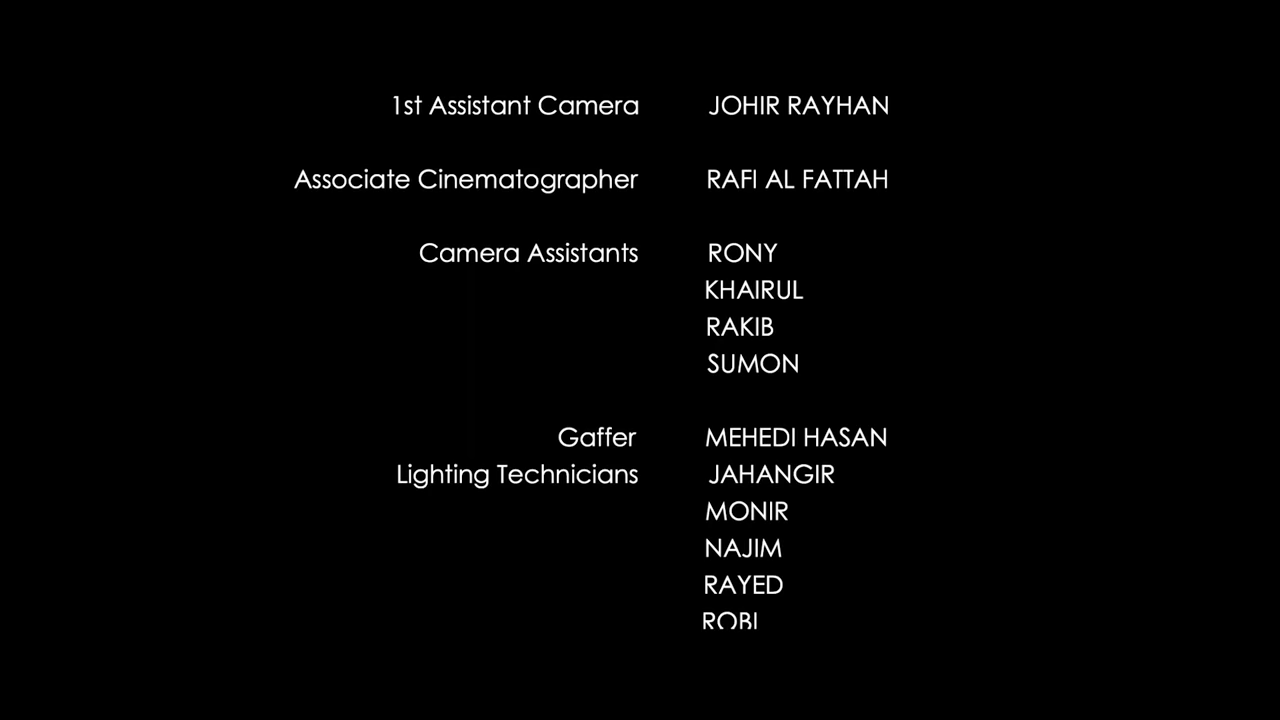 1st Assistant Camera JOHIR RAYHAN
Associate Cinematographer RAFI AL FATTAH
Camera Assistants RONY
KHAIRUL
RAKIB
SUMON
Gaffer MEHEDI HASAN
Lighting Technicians JAHANGIR
MONIR
NAJIM
RAYED
ROBI